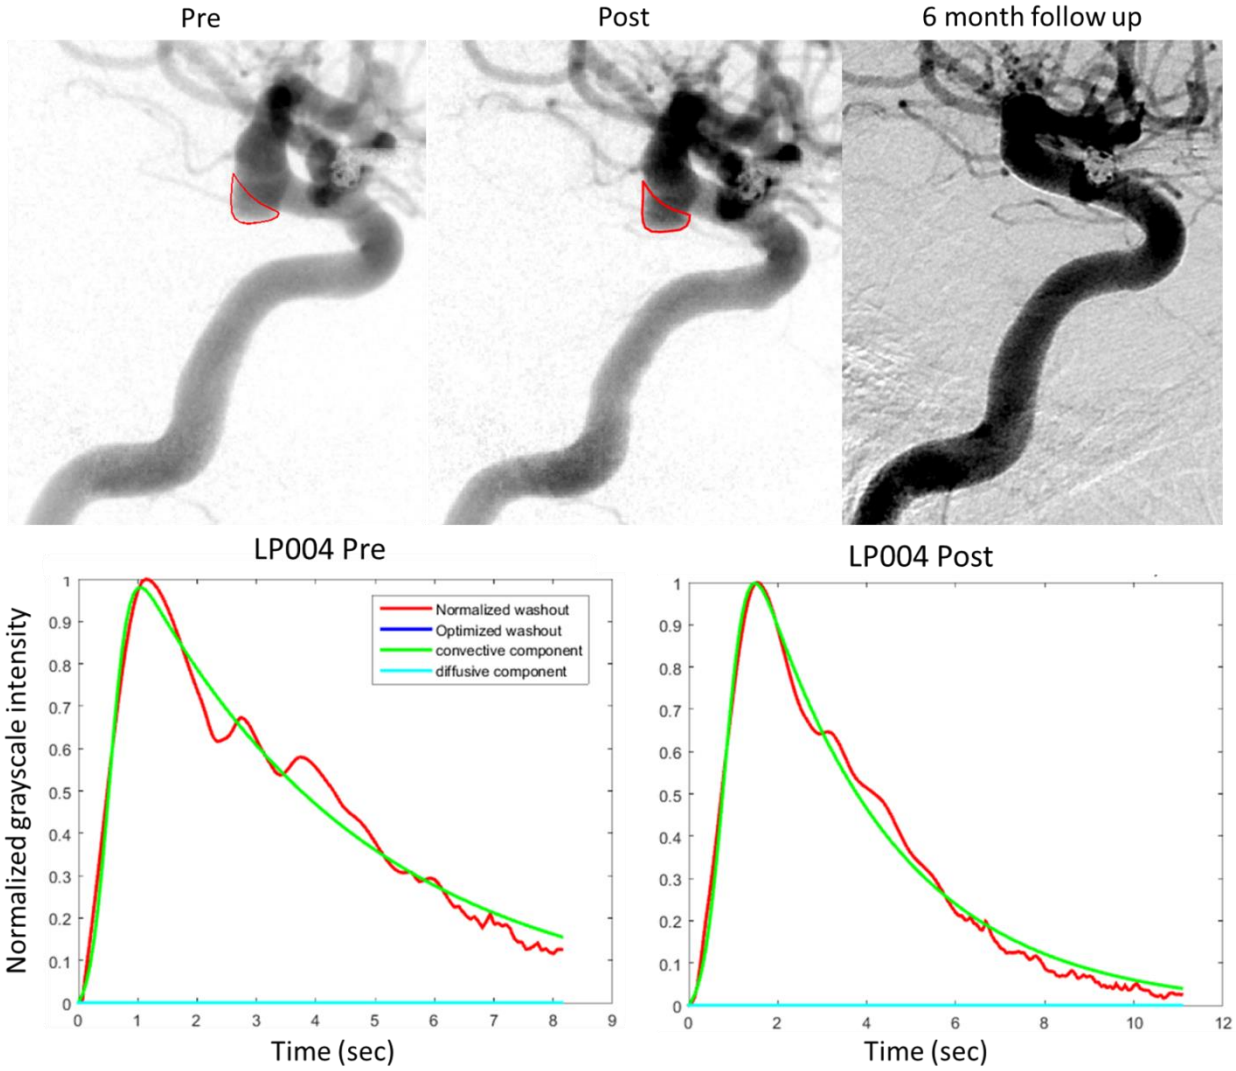 Pre
Post
6 month follow up
LP004 Pre
LP004 Post
Normalized grayscale intensity
1
0.9
0.8
0.7
0.6
0.5
0.4
0.3
0.2
0.1
0
Normalized washout
Optimized washout
convective component
diffusive component
0 1 2 3 4 5 6 7 8 9
Time (sec)
1
0.9
0.8
0.7
0.6
0.5
0.4
0.3
0.2
0.1
0
0 2 4 6 8 10 12
Time (sec)